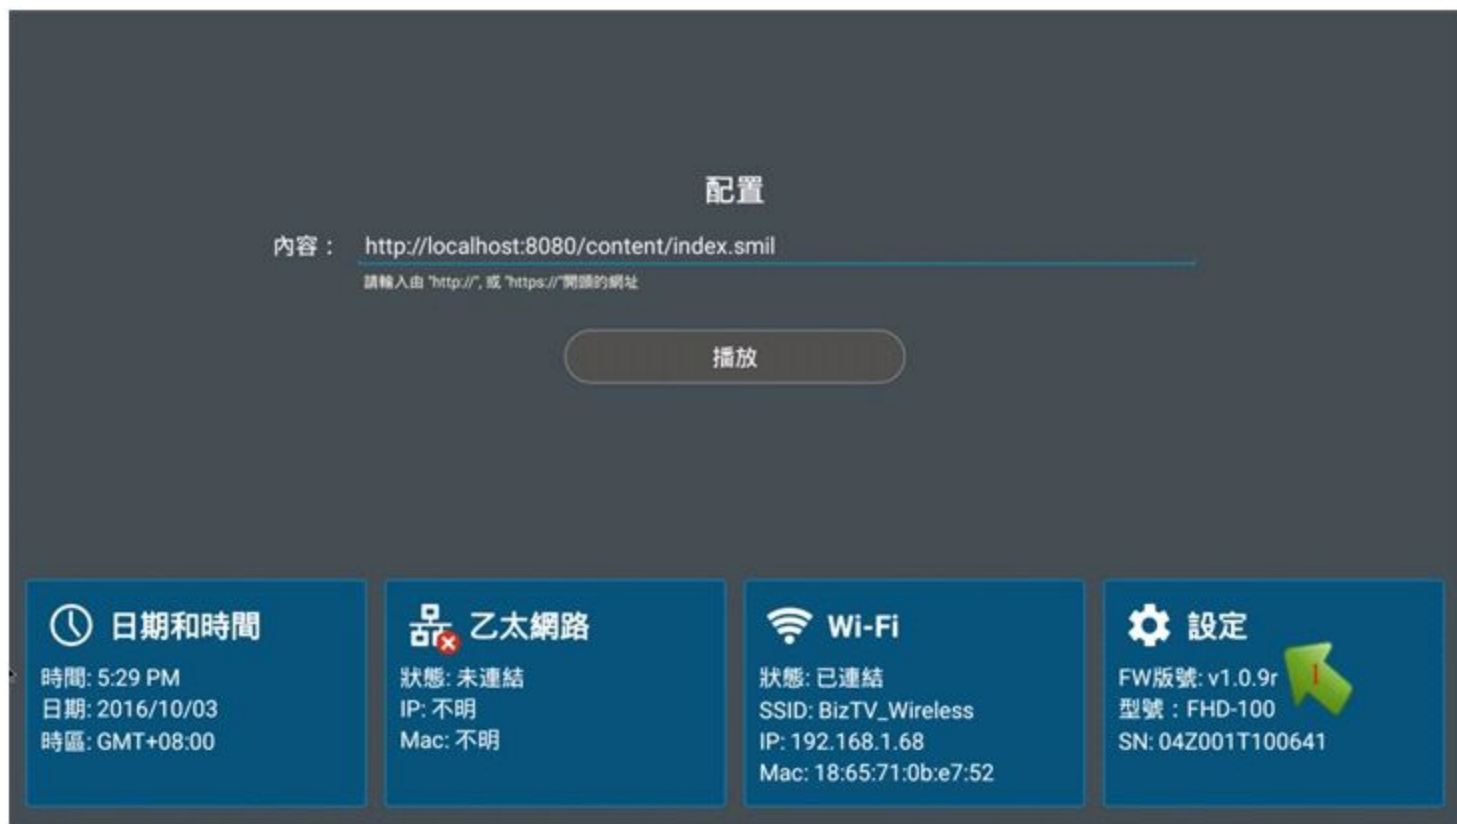 配置
內容： http://localhost:8080/content/index.smil
請輸入由 "http://", 或 "https://"開頭的網址
播放
日期和時間
時間: 5:29 PM
日期: 2016/10/03
時區: GMT+08:00
乙太網路
狀態: 未連結
IP: 不明
Mac: 不明
Wi-Fi
狀態: 已連結
SSID: BizTV_Wireless
IP: 192.168.1.68
Mac: 18:65:71:0b:e7:52
設定
1
FW版號: v1.0.9r
型號：FHD-100
SN: 04Z001T100641